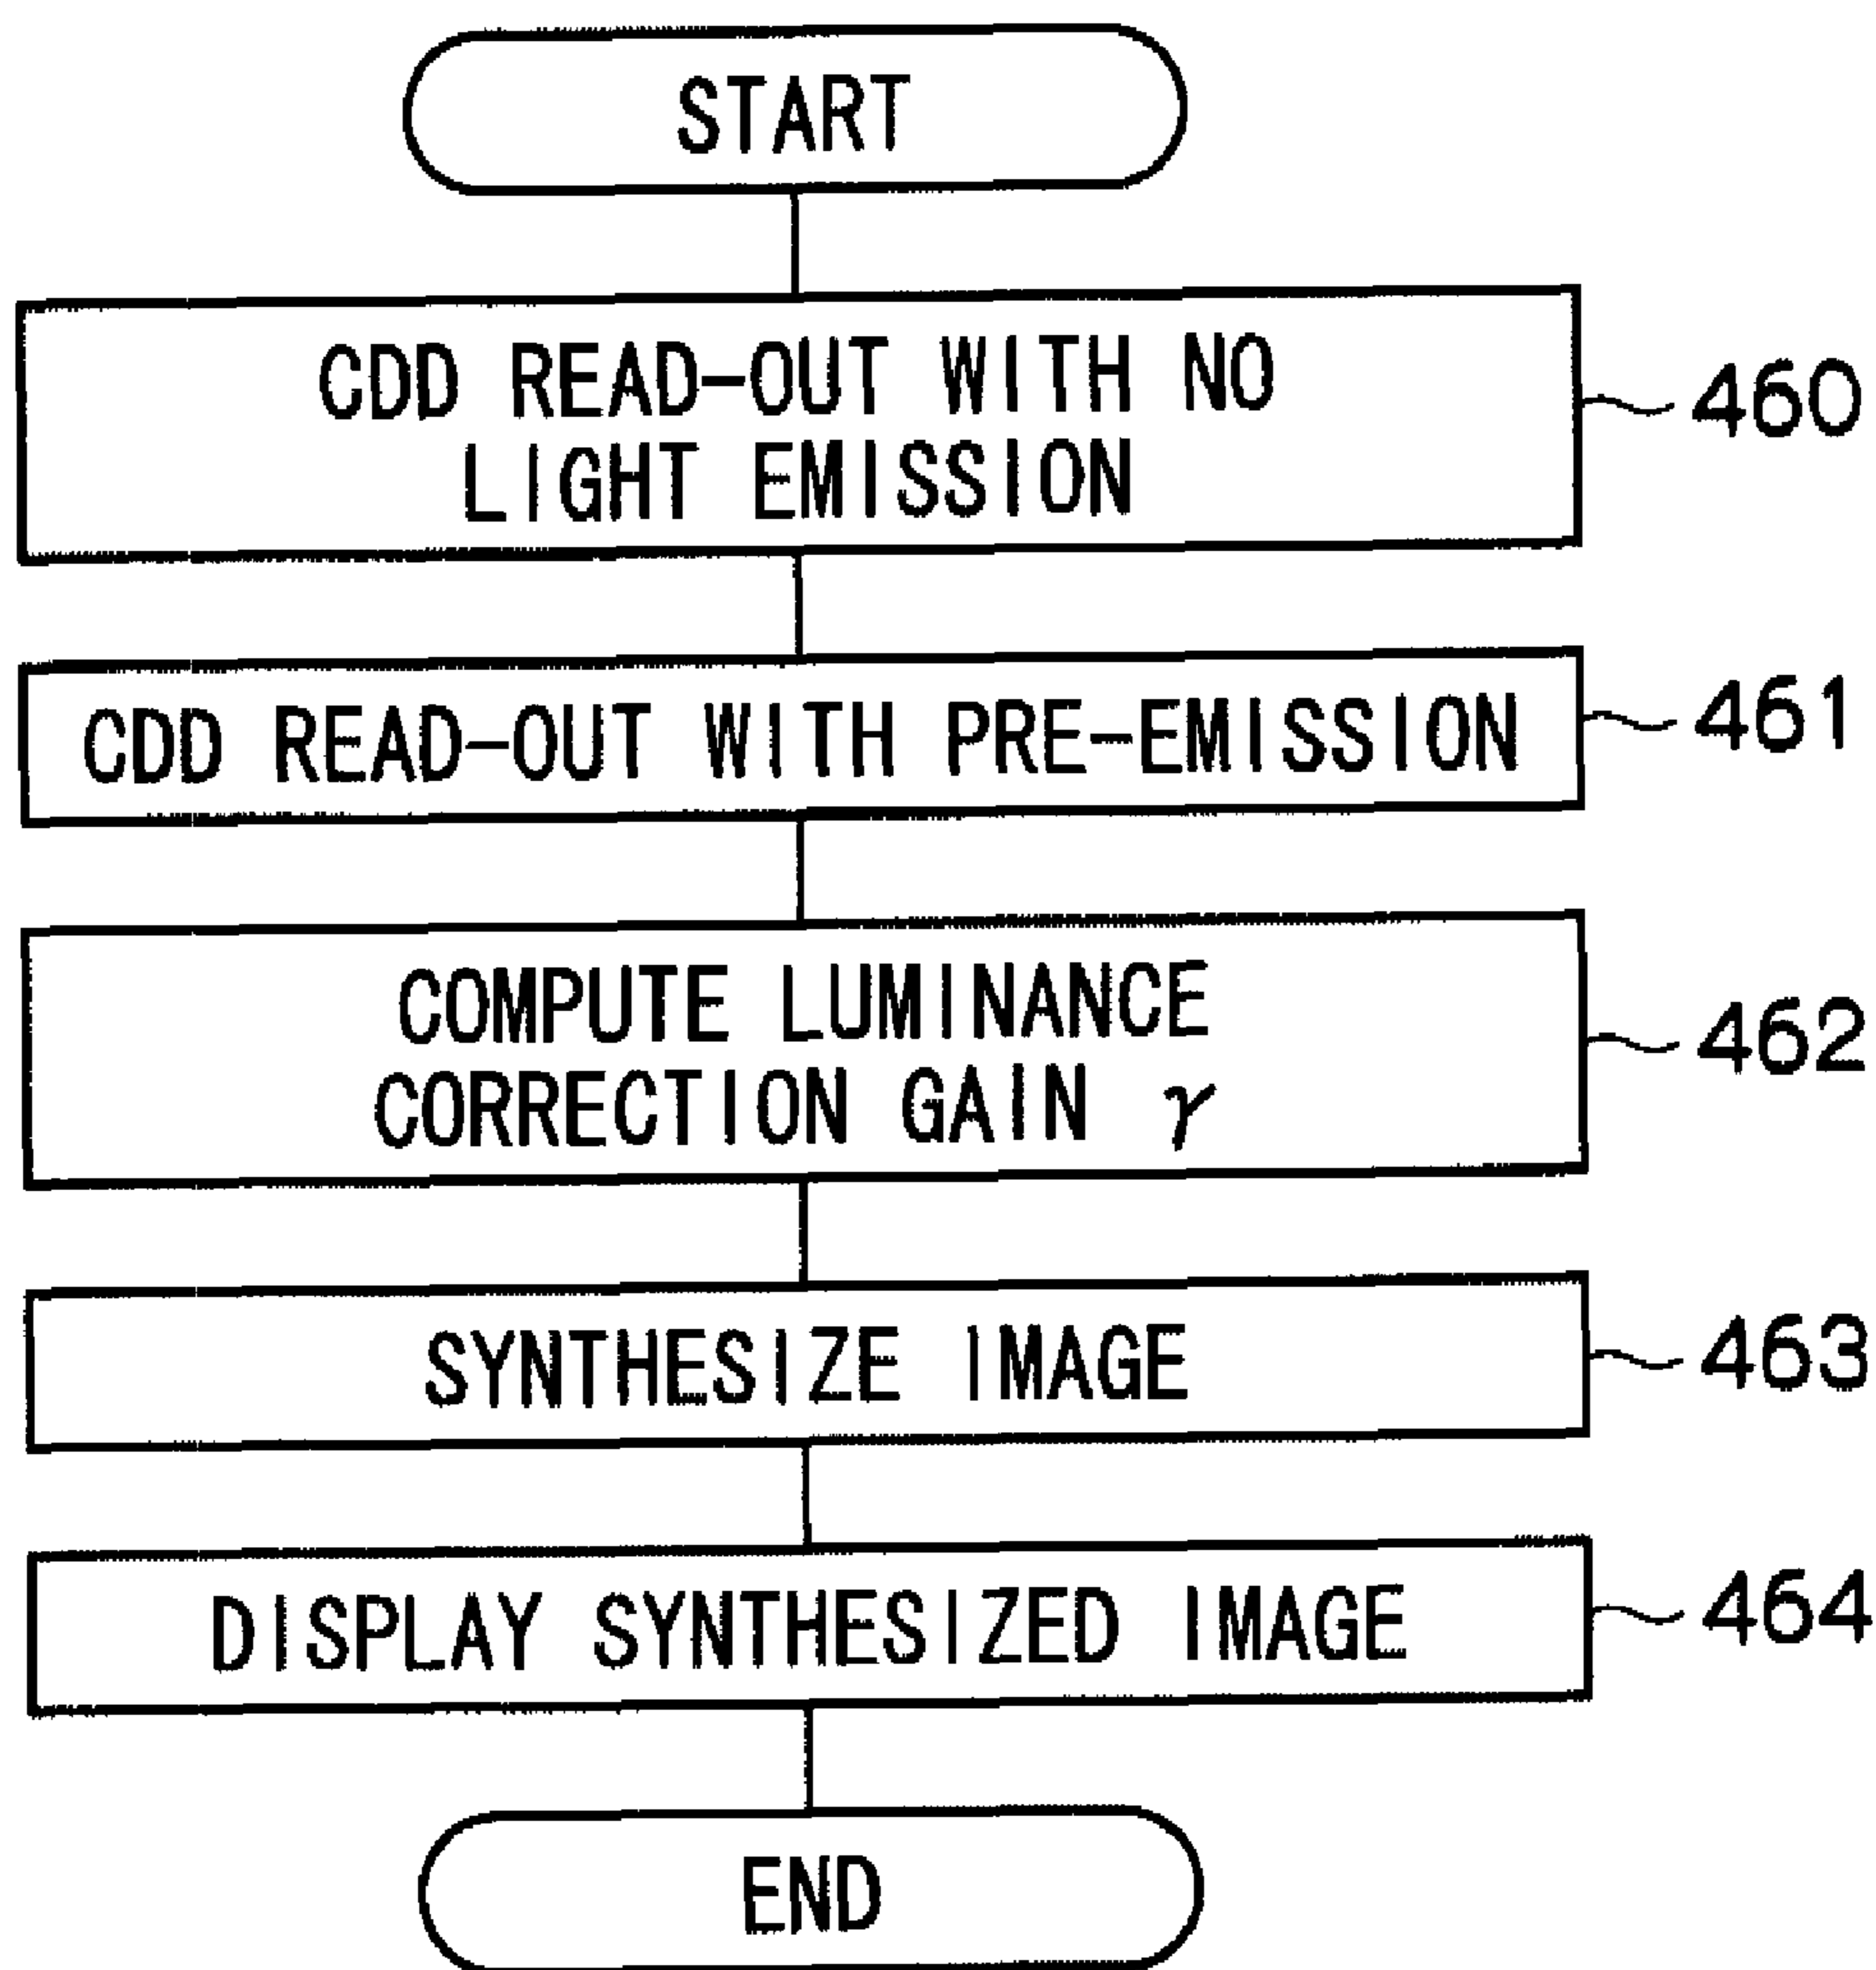 START
CDD READ-OUT WITH NO
LIGHT EMISSION
460
CDD READ-OUT WITH PRE-EMISSION
461
COMPUTE LUMINANCE
CORRECTION GAIN γ
462
SYNTHESIZE IMAGE
463
DISPLAY SYNTHESIZED IMAGE
464
END